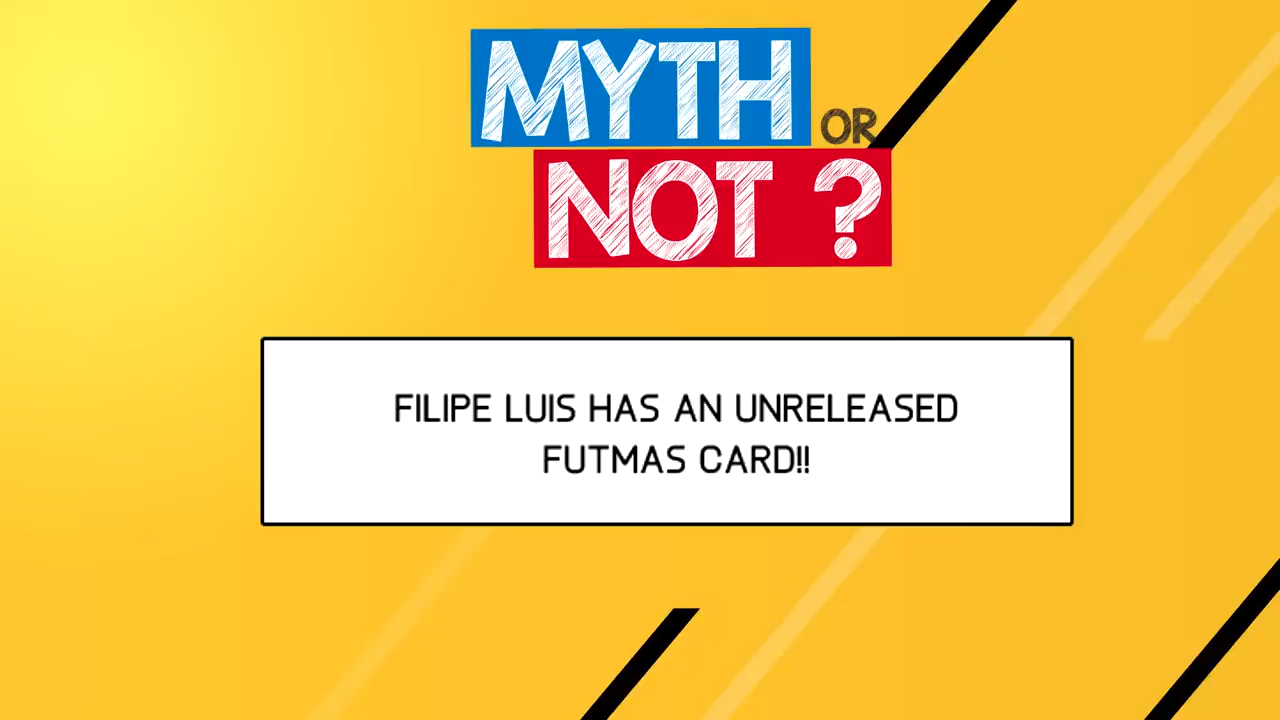 MYTH OR
NOT ?
FILIPE LUIS HAS AN UNRELEASED
FUTMAS CARD!!